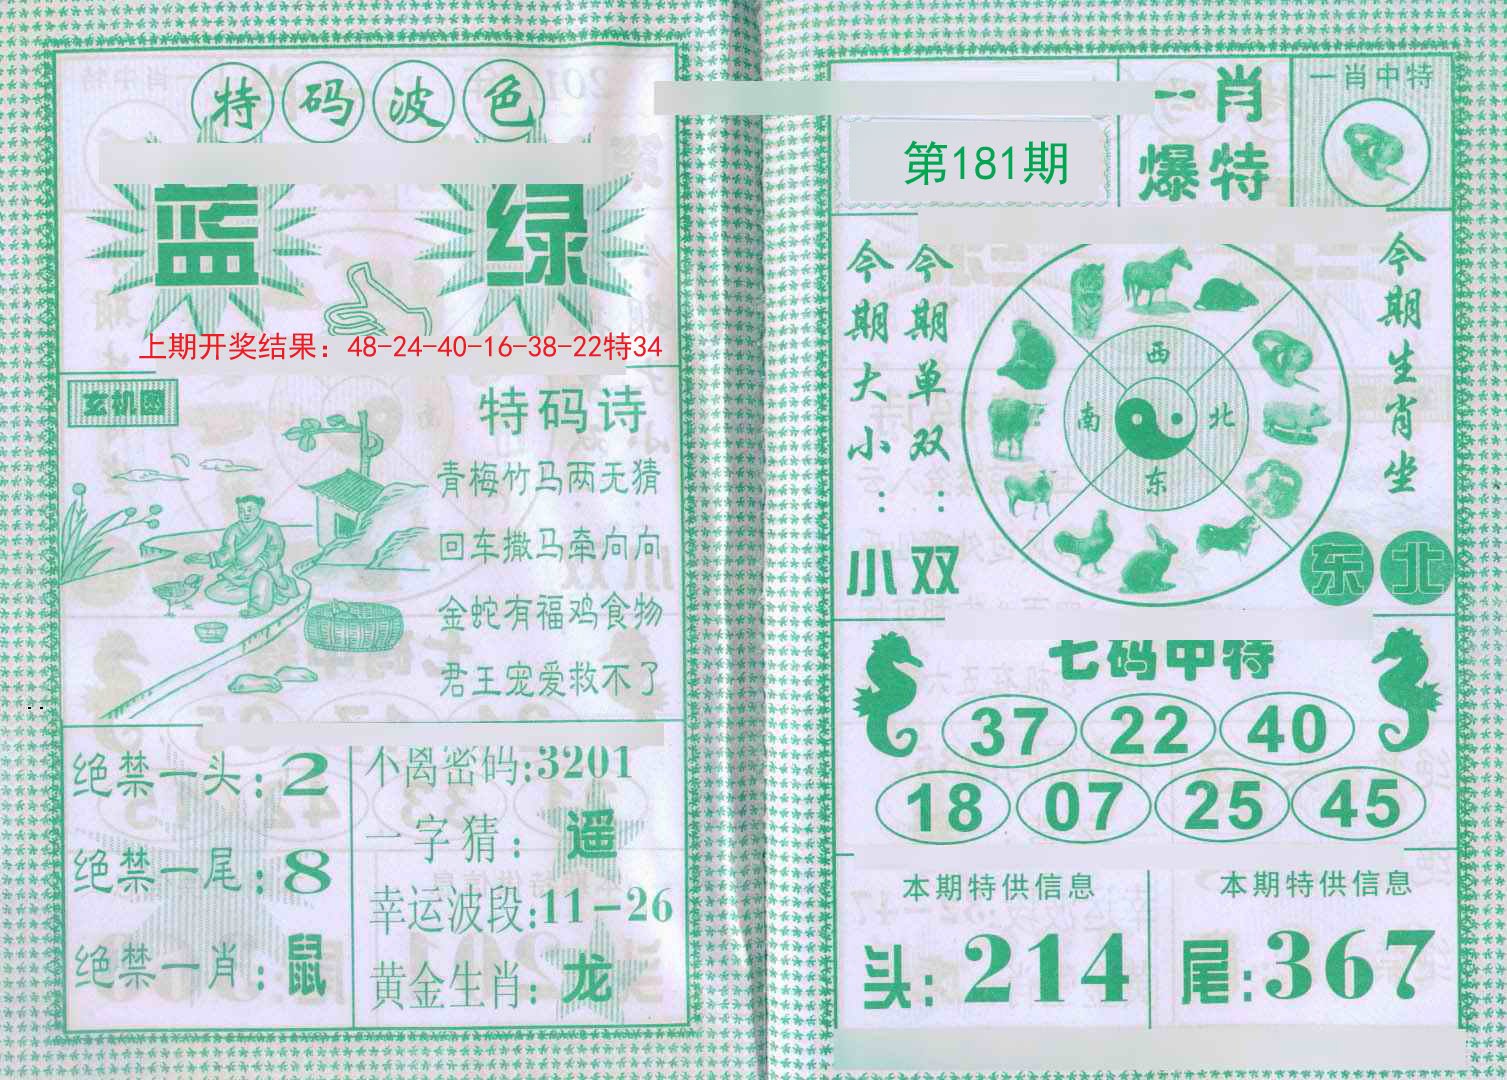 特码波色
蓝 绿
上期开奖结果：48-24-40-16-38-22特34
玄机图
特码诗
青梅竹马两无猜
回车撒马牵向向
金蛇有福鸡食物
君王宠爱救不了
绝禁一头:2
绝禁一尾:8
绝禁一肖:鼠
不离密码:3201
一字猜:遥
幸运波段:11-26
黄金生肖:龙
第181期
一肖
爆特
一肖中特
今期大小:小
今期单双:双
西
南 北
东
今期生肖坐
东北
七码中特
37 22 40
18 07 25 45
本期特供信息
头:214
本期特供信息
尾:367